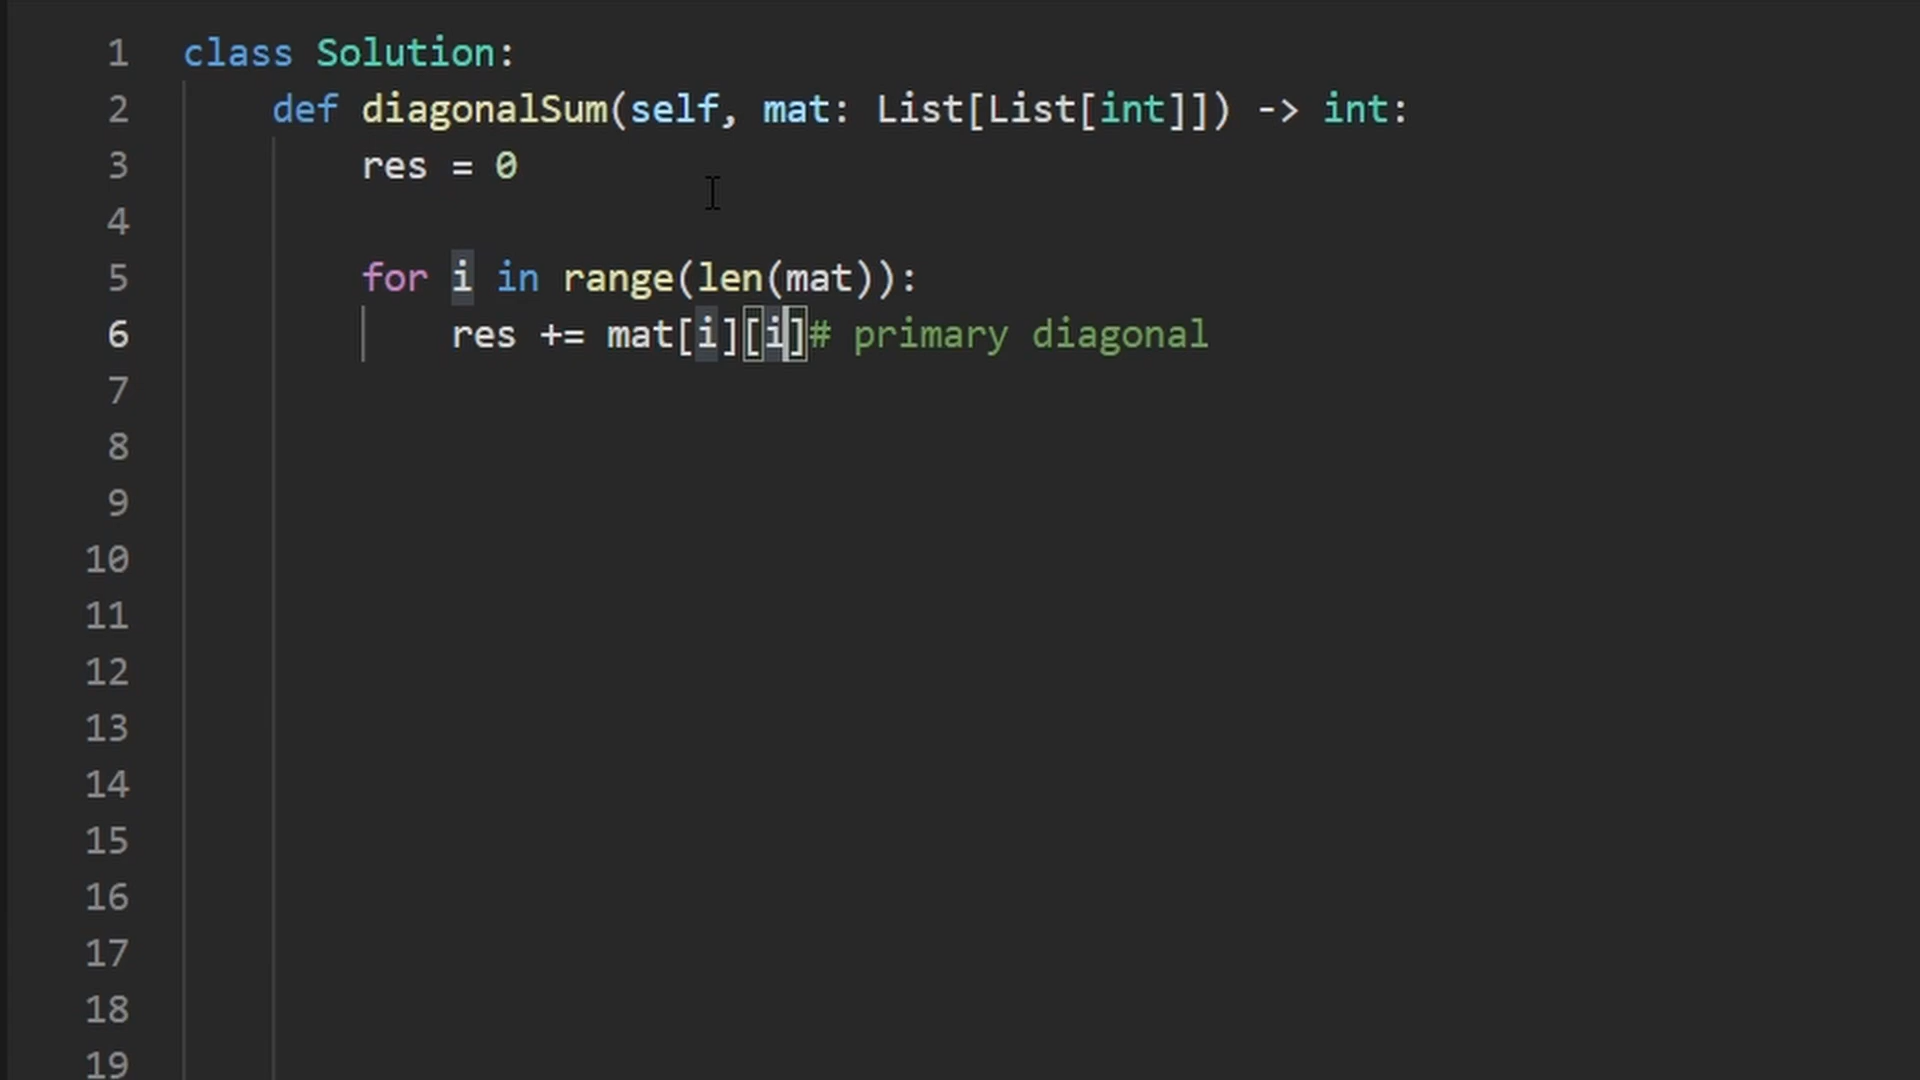 1 class Solution:
2 def diagonalSum(self, mat: List[List[int]]) -> int:
3 res = 0
4
5 for i in range(len(mat)):
6 res += mat[i][i]# primary diagonal
7
8
9
10
11
12
13
14
15
16
17
18
19